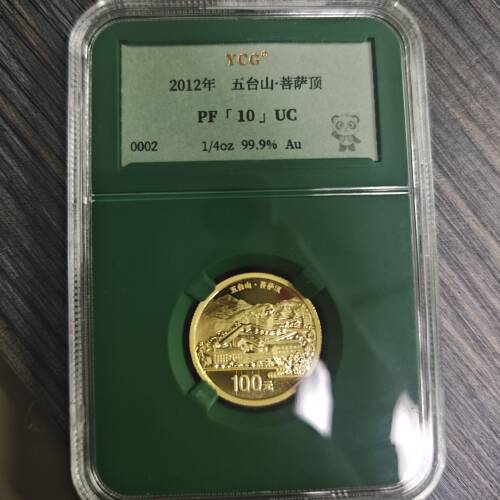 YCG®
2012年 五台山·菩萨顶
PF「10」UC
0002 1/4oz 99.9% Au
五台山·菩萨顶
100元